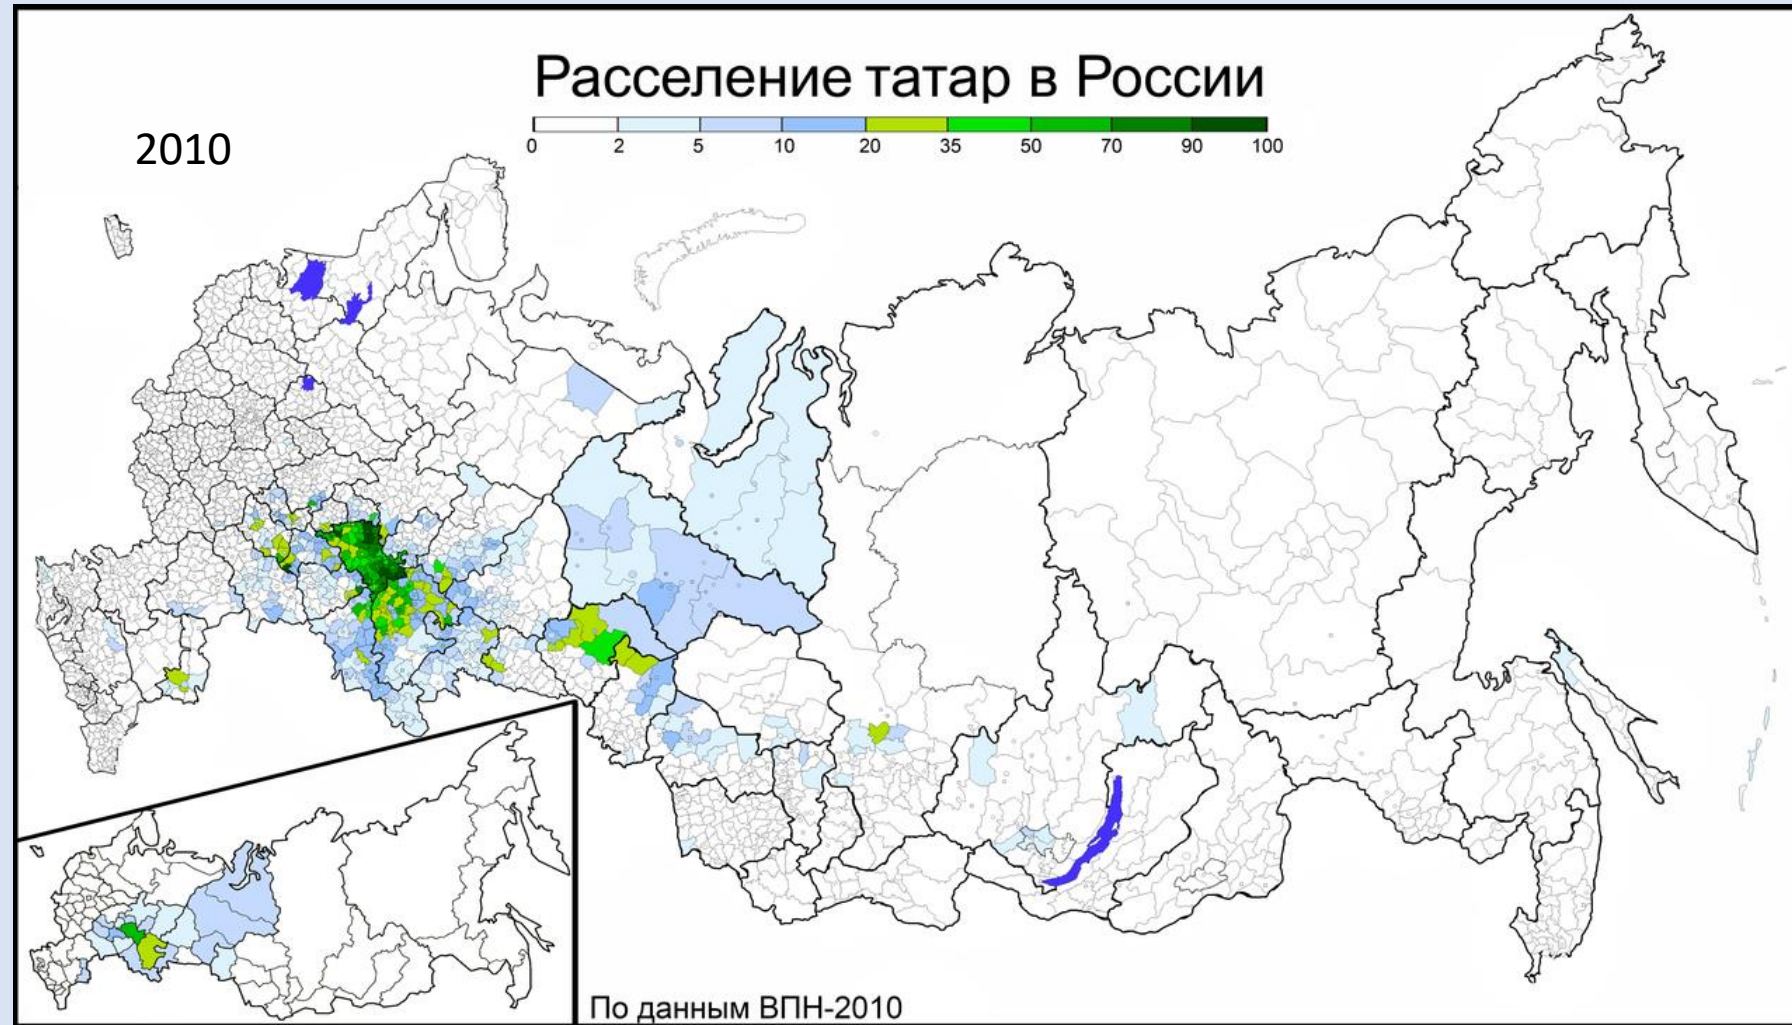 Расселение татар в России
2010
0 2 5 10 20 35 50 70 90 100
По данным ВПН-2010